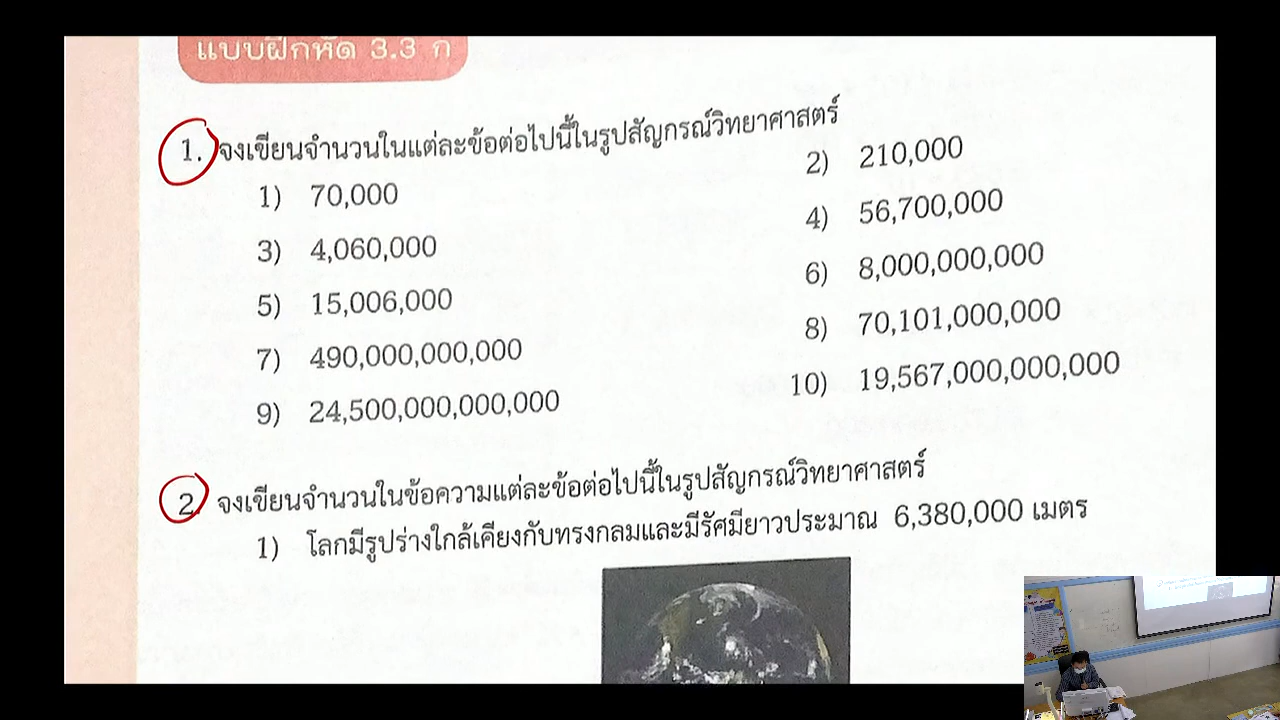 แบบฝึกหัด 3.3 ก
1. จงเขียนจำนวนในแต่ละข้อต่อไปนี้ในรูปสัญกรณ์วิทยาศาสตร์
1) 70,000
2) 210,000
3) 4,060,000
4) 56,700,000
5) 15,006,000
6) 8,000,000,000
7) 490,000,000,000
8) 70,101,000,000
9) 24,500,000,000,000
10) 19,567,000,000,000
2. จงเขียนจำนวนในข้อความแต่ละข้อต่อไปนี้ในรูปสัญกรณ์วิทยาศาสตร์
1) โลกมีรูปร่างใกล้เคียงกับทรงกลมและมีรัศมียาวประมาณ 6,380,000 เมตร